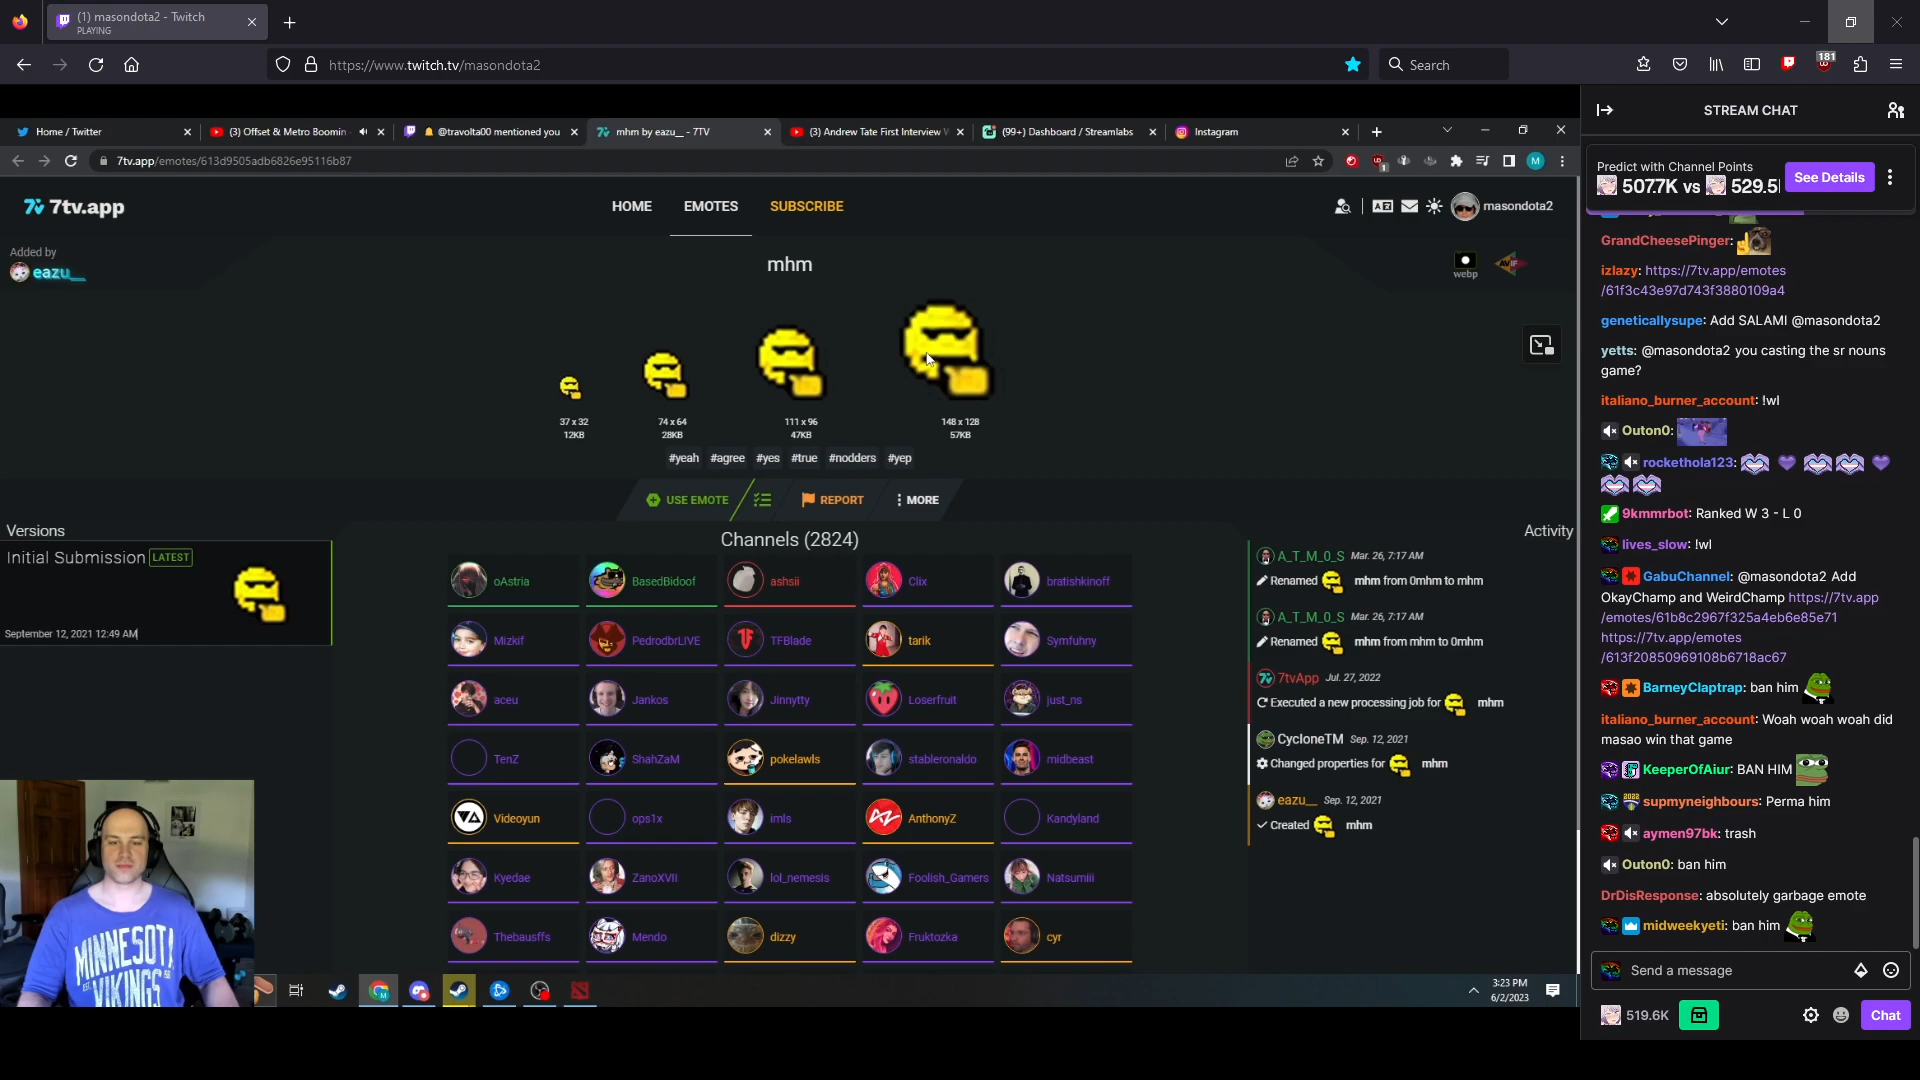 (1) masondota2 - Twitch
PLAYING
https://www.twitch.tv/masondota2
Search
181
Home / Twitter
(3) Offset & Metro Boomin
@travolta00 mentioned you
mhm by eazu__ - 7TV
(3) Andrew Tate First Interview
(99+) Dashboard / Streamlabs
Instagram
7tv.app/emotes/613d9505adb6826e95116b87
1
M
7tv.app
HOME
EMOTES
SUBSCRIBE
masondota2
Added by
eazu__
mhm
webp
AVIF
37 x 32
12KB
74 x 64
28KB
111 x 96
47KB
148 x 128
57KB
#yeah #agree #yes #true #nodders #yep
USE EMOTE
REPORT
MORE
Versions
Initial Submission LATEST
September 12, 2021 12:49 AM
Channels (2824)
oAstria BasedBidoof ashsii Clix bratishkinoff
Mizkif PedrodbrLIVE TFBlade tarik Symfuhny
aceu Jankos Jinnytty Loserfruit just_ns
TenZ ShahZaM pokelawls stableronaldo midbeast
Videoyun ops1x imls AnthonyZ Kandyland
Kyedae ZanoXVII lol_nemesis Foolish_Gamers Natsumiii
Thebausffs Mendo dizzy Fruktozka cyr
Activity
A_T_M_0_S Mar. 26, 7:17 AM
Renamed mhm from 0mhm to mhm
A_T_M_0_S Mar. 26, 7:17 AM
Renamed mhm from mhm to 0mhm
7tvApp Jul. 27, 2022
Executed a new processing job for mhm
CycloneTM Sep. 12, 2021
Changed properties for mhm
eazu__ Sep. 12, 2021
Created mhm
MINNESOTA
VIKINGS
3:23 PM
6/2/2023
STREAM CHAT
Predict with Channel Points
507.7K vs 529.5
See Details
GrandCheesePinger:
izlazy: https://7tv.app/emotes
/61f3c43e97d743f3880109a4
geneticallysupe: Add SALAMI @masondota2
yetts: @masondota2 you casting the sr nouns
game?
italiano_burner_account: !wl
Outon0:
rockethola123:
9kmmrbot: Ranked W 3 - L 0
lives_slow: !wl
GabuChannel: @masondota2 Add
OkayChamp and WeirdChamp https://7tv.app
/emotes/61b8c2967f325a4eb6e85e71
https://7tv.app/emotes
/613f20850969108b6718ac67
BarneyClaptrap: ban him
italiano_burner_account: Woah woah woah did
masao win that game
KeeperOfAiur: BAN HIM
supmyneighbours: Perma him
aymen97bk: trash
Outon0: ban him
DrDisResponse: absolutely garbage emote
midweekyeti: ban him
Send a message
519.6K
Chat